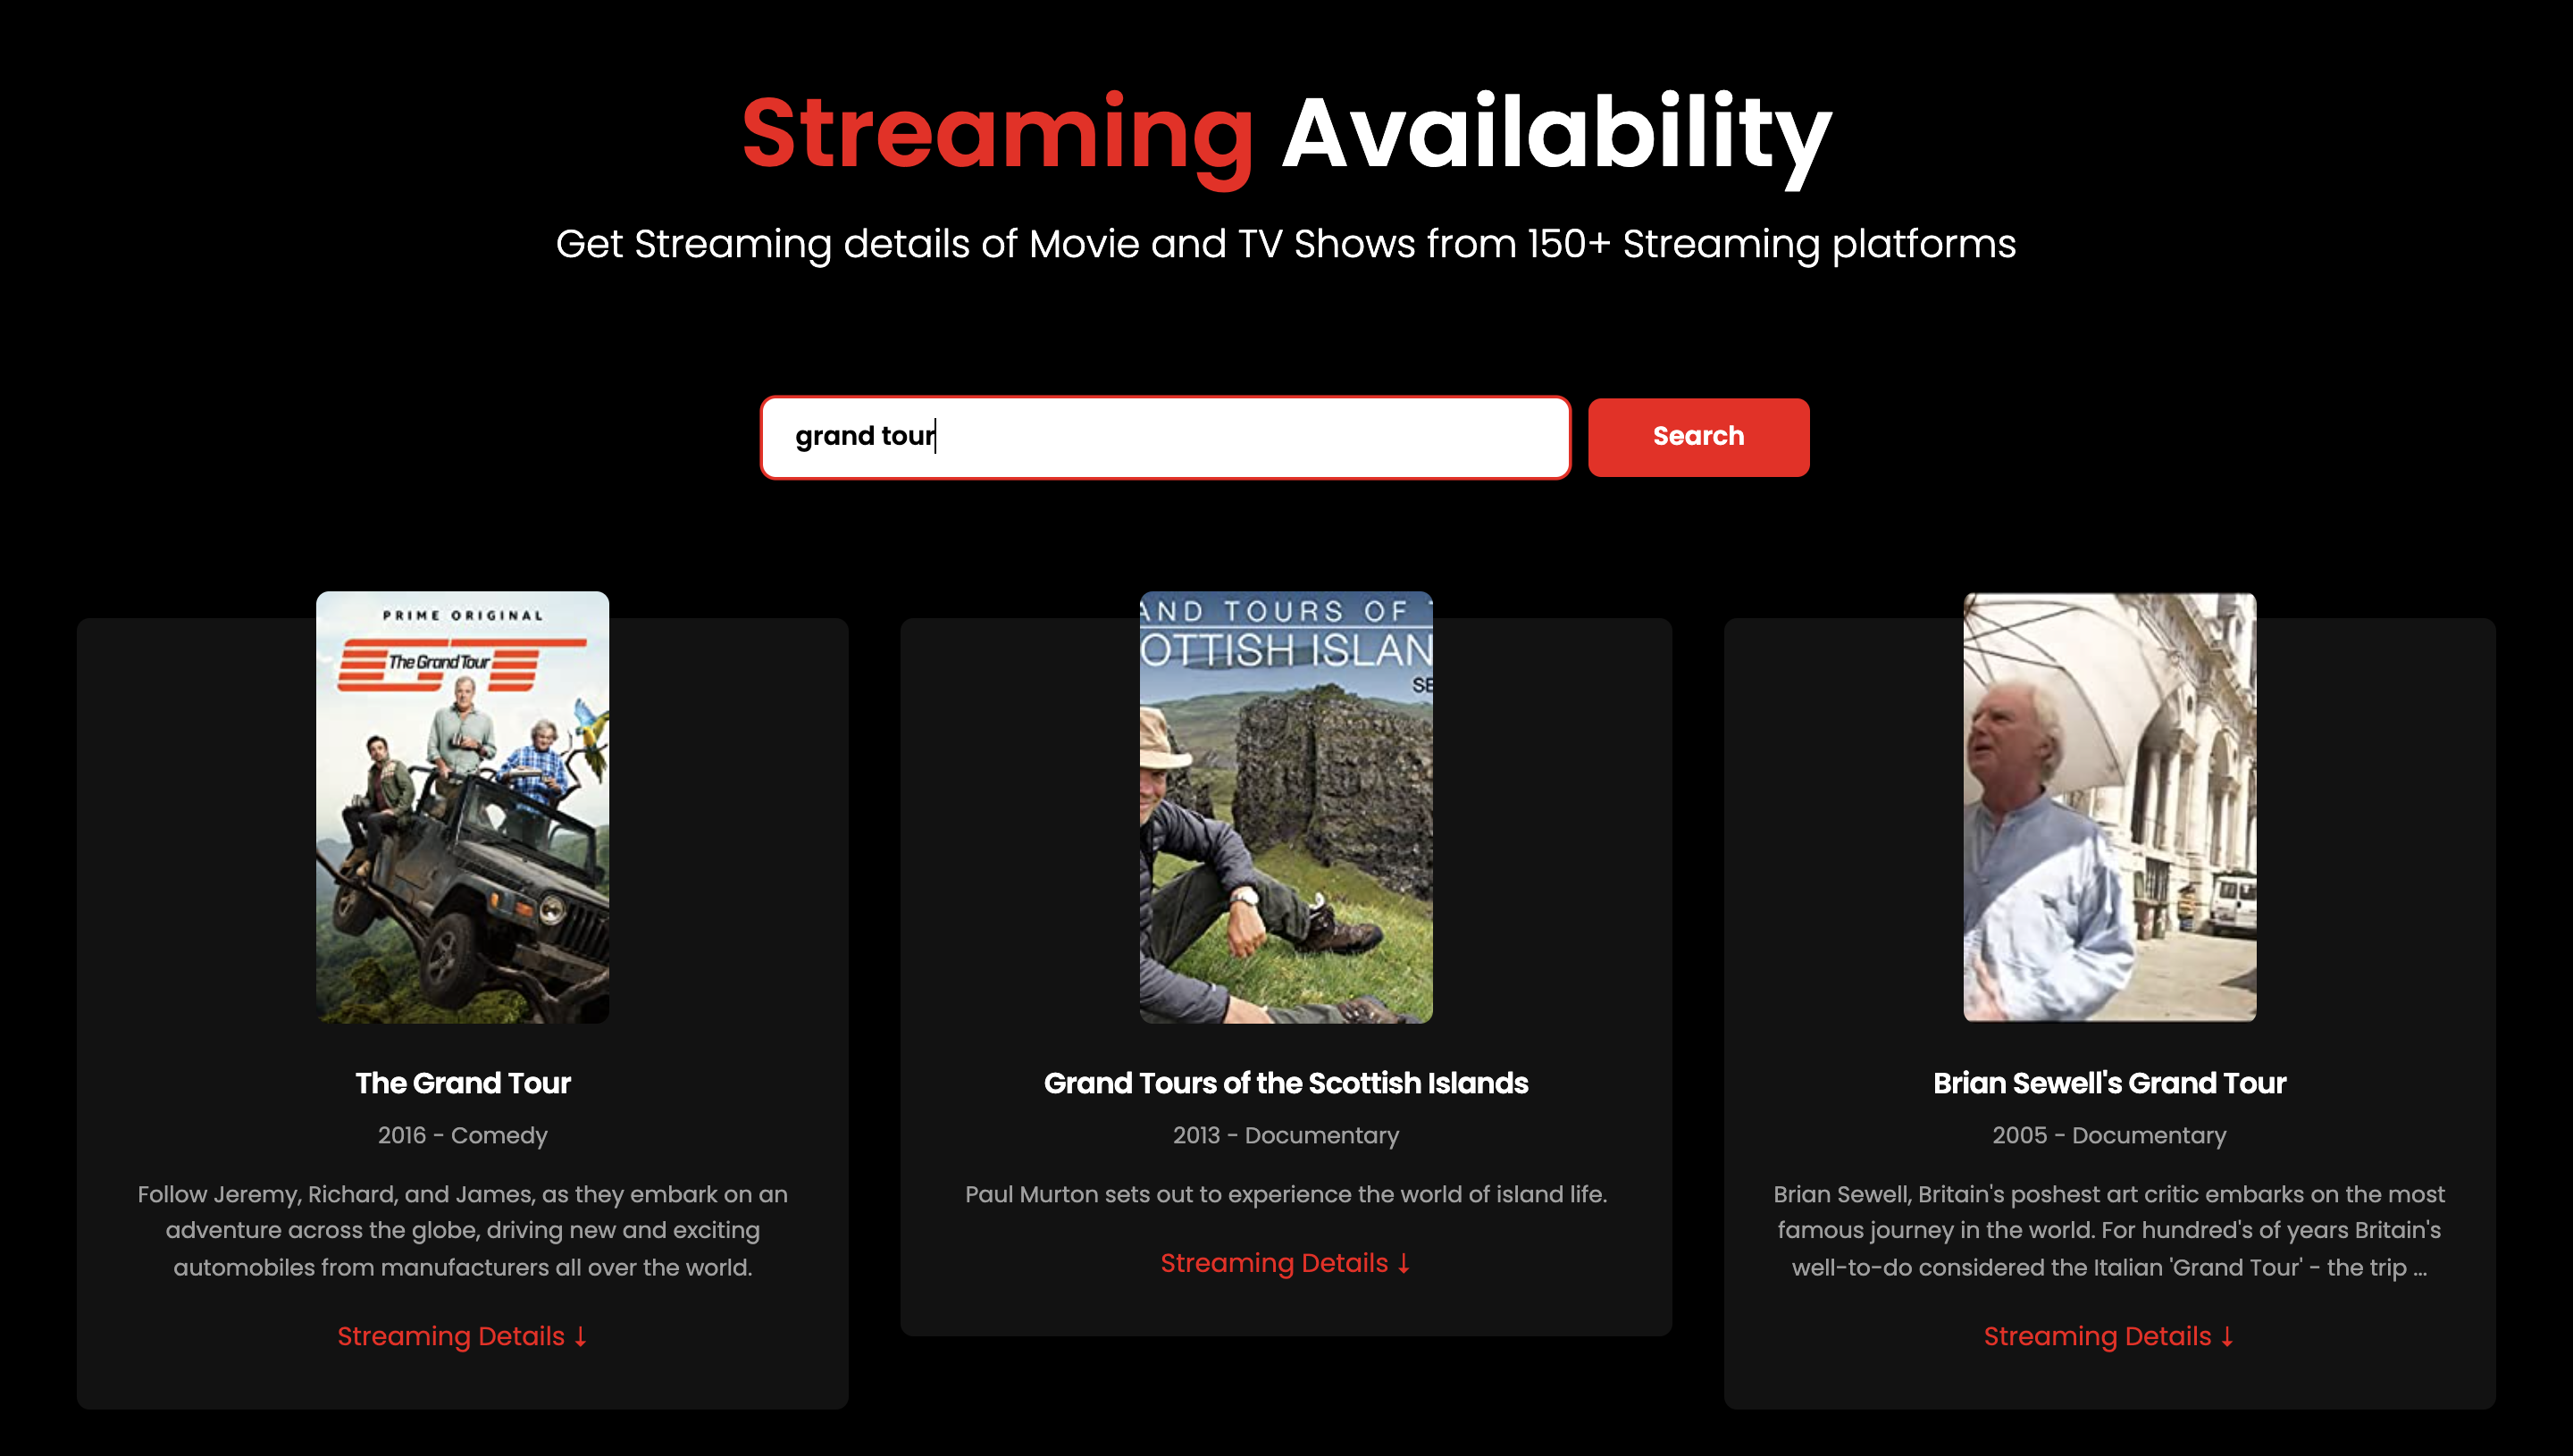 Streaming Availability
Get Streaming details of Movie and TV Shows from 150+ Streaming platforms
grand tour
Search
PRIME ORIGINAL
The Grand Tour
The Grand Tour
2016 - Comedy
Follow Jeremy, Richard, and James, as they embark on an
adventure across the globe, driving new and exciting
automobiles from manufacturers all over the world.
Streaming Details ↓
AND TOURS OF
OTTISH ISLAN
SE
Grand Tours of the Scottish Islands
2013 - Documentary
Paul Murton sets out to experience the world of island life.
Streaming Details ↓
Brian Sewell's Grand Tour
2005 - Documentary
Brian Sewell, Britain's poshest art critic embarks on the most
famous journey in the world. For hundred's of years Britain's
well-to-do considered the Italian 'Grand Tour' - the trip ...
Streaming Details ↓